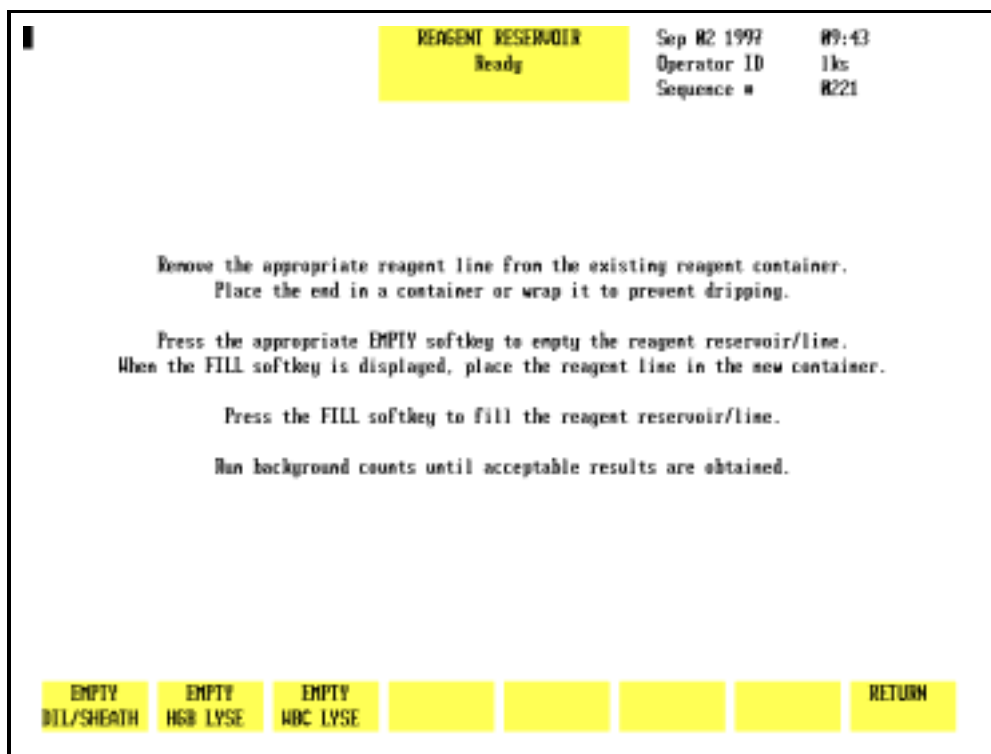 REAGENT RESERVOIR Sep 02 1997 09:43
Ready Operator ID lks
Sequence # 0221
Remove the appropriate reagent line from the existing reagent container.
Place the end in a container or wrap it to prevent dripping.
Press the appropriate EMPTY softkey to empty the reagent reservoir/line.
When the FILL softkey is displayed, place the reagent line in the new container.
Press the FILL softkey to fill the reagent reservoir/line.
Run background counts until acceptable results are obtained.
EMPTY EMPTY EMPTY RETURN
DIL/SHEATH HGB LYSE WBC LYSE